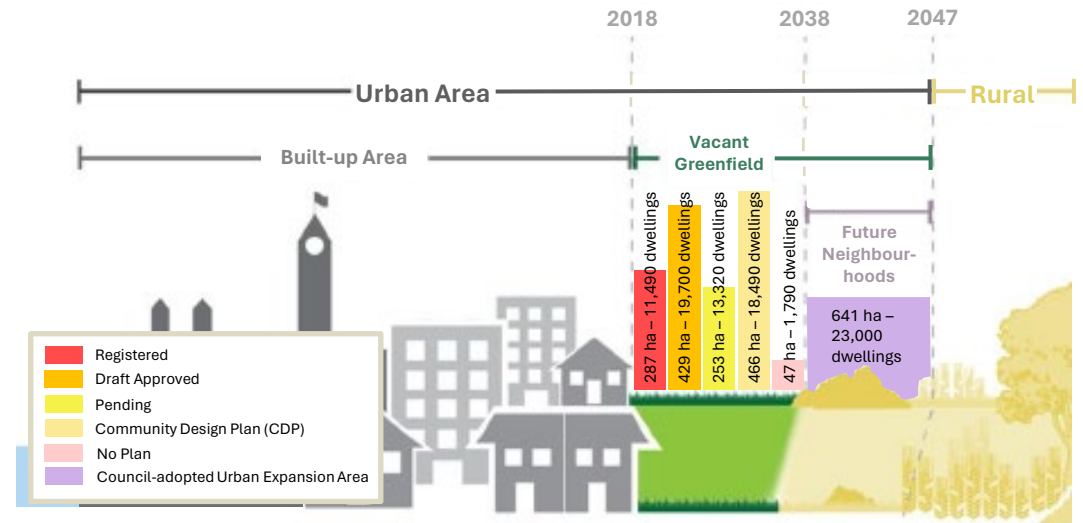 2018
2038
2047
Urban Area
Rural
Built-up Area
Vacant
Greenfield
287 ha – 11,490 dwellings
429 ha – 19,700 dwellings
253 ha – 13,320 dwellings
466 ha – 18,490 dwellings
47 ha – 1,790 dwellings
Future
Neighbour-
hoods
641 ha –
23,000
dwellings
Registered
Draft Approved
Pending
Community Design Plan (CDP)
No Plan
Council-adopted Urban Expansion Area